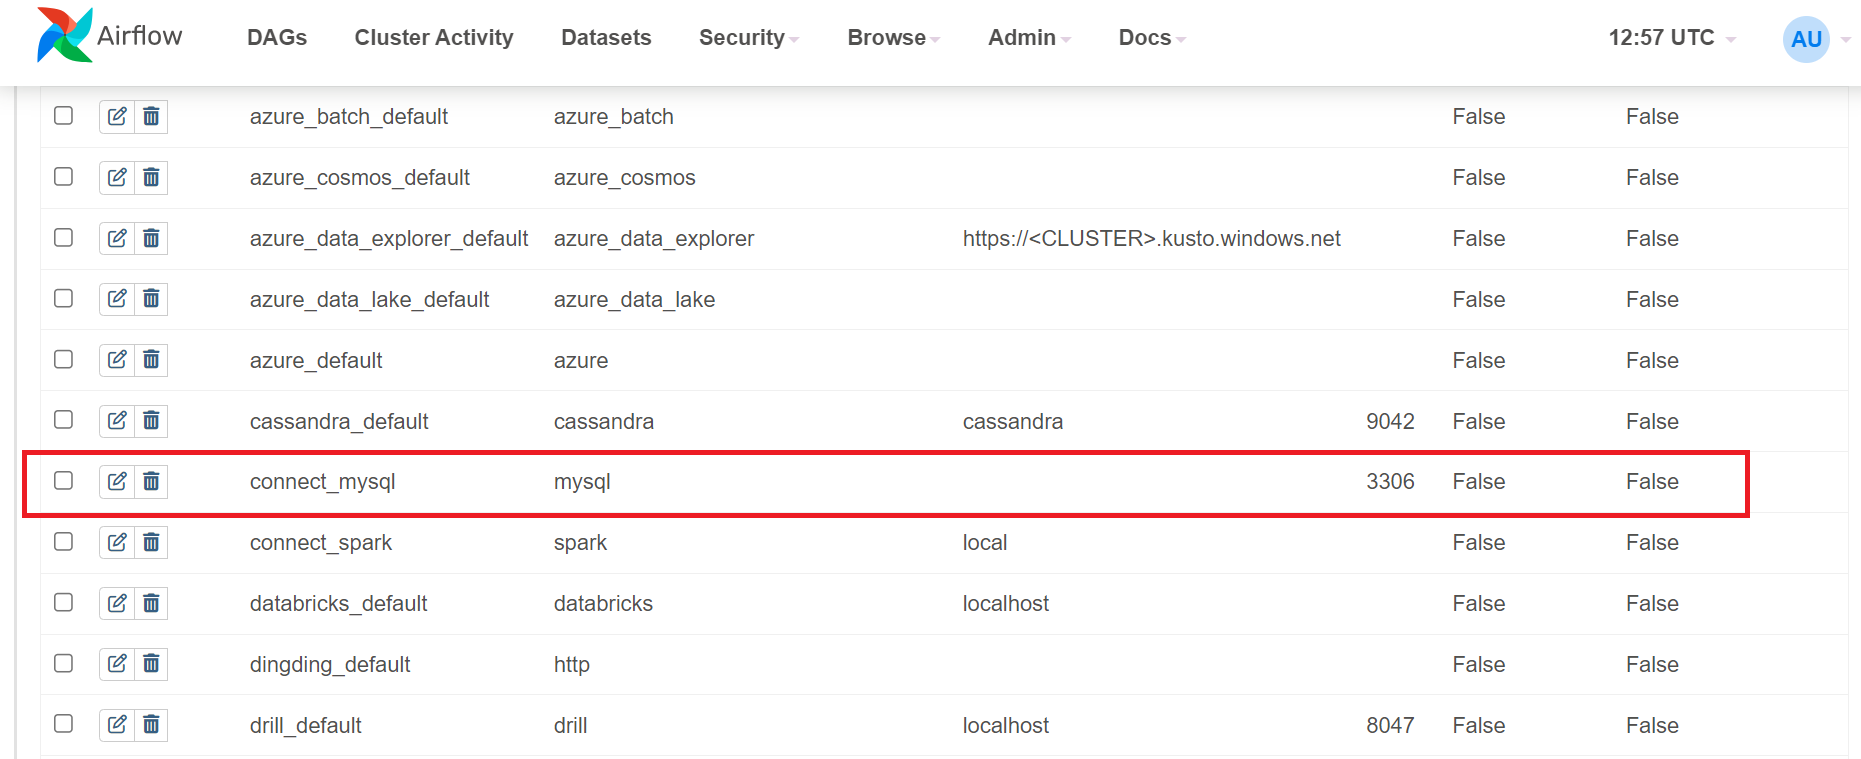 Airflow DAGs Cluster Activity Datasets Security Browse Admin Docs 12:57 UTC AU
azure_batch_default azure_batch False False
azure_cosmos_default azure_cosmos False False
azure_data_explorer_default azure_data_explorer https://<CLUSTER>.kusto.windows.net False False
azure_data_lake_default azure_data_lake False False
azure_default azure False False
cassandra_default cassandra cassandra 9042 False False
connect_mysql mysql 3306 False False
connect_spark spark local False False
databricks_default databricks localhost False False
dingding_default http False False
drill_default drill localhost 8047 False False